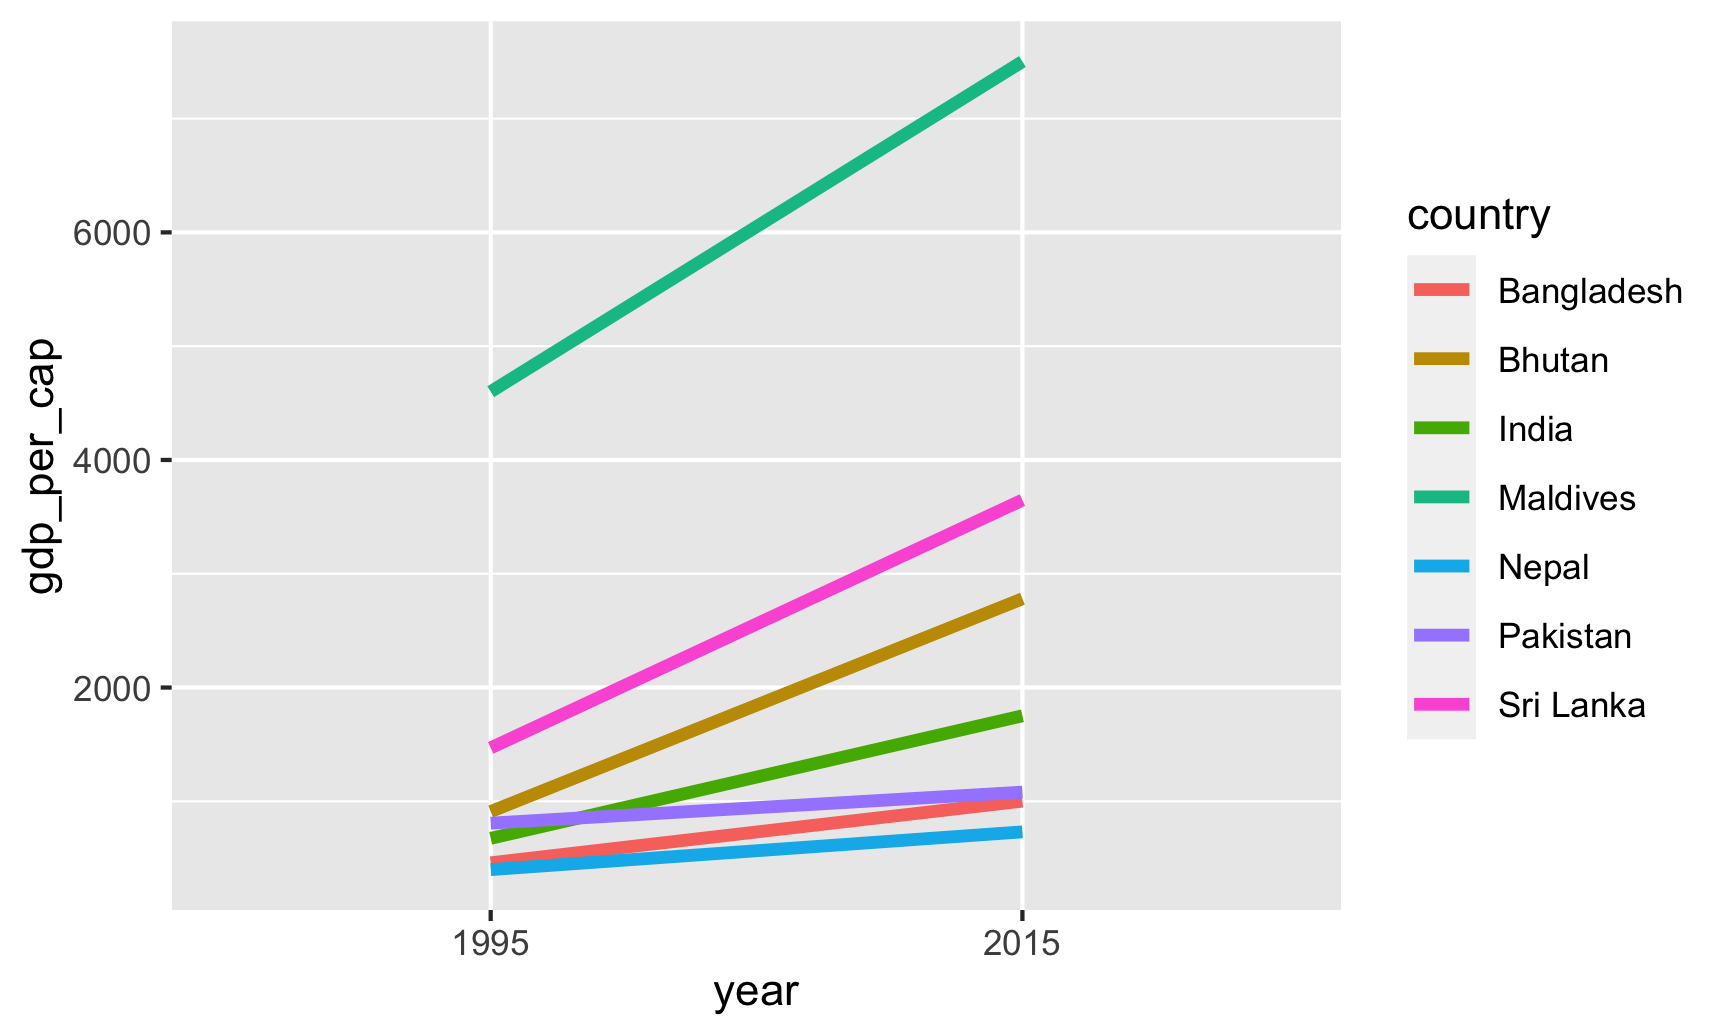 gdp_per_cap
6000
4000
2000
1995
2015
year
country
Bangladesh
Bhutan
India
Maldives
Nepal
Pakistan
Sri Lanka